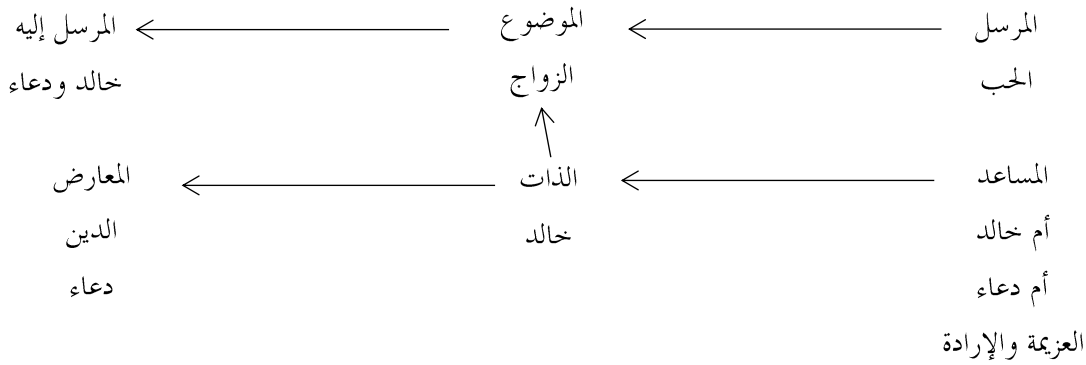 المرسل الموضوع المرسل إليه
الحب الزواج خالد ودعاء
المساعد الذات المعارض
أم خالد خالد الدين
أم دعاء دعاء
العزيمة والإرادة